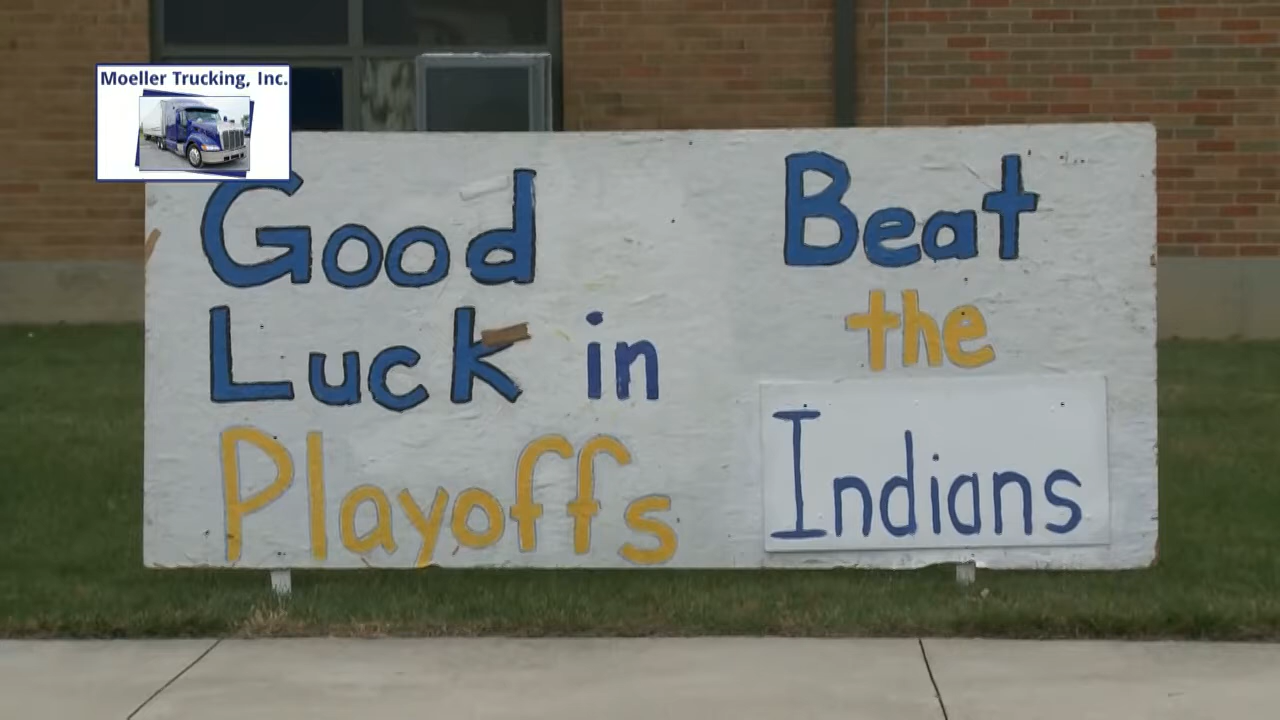 Moeller Trucking, Inc.
Good
Luck in
Playoffs
Beat
the
Indians